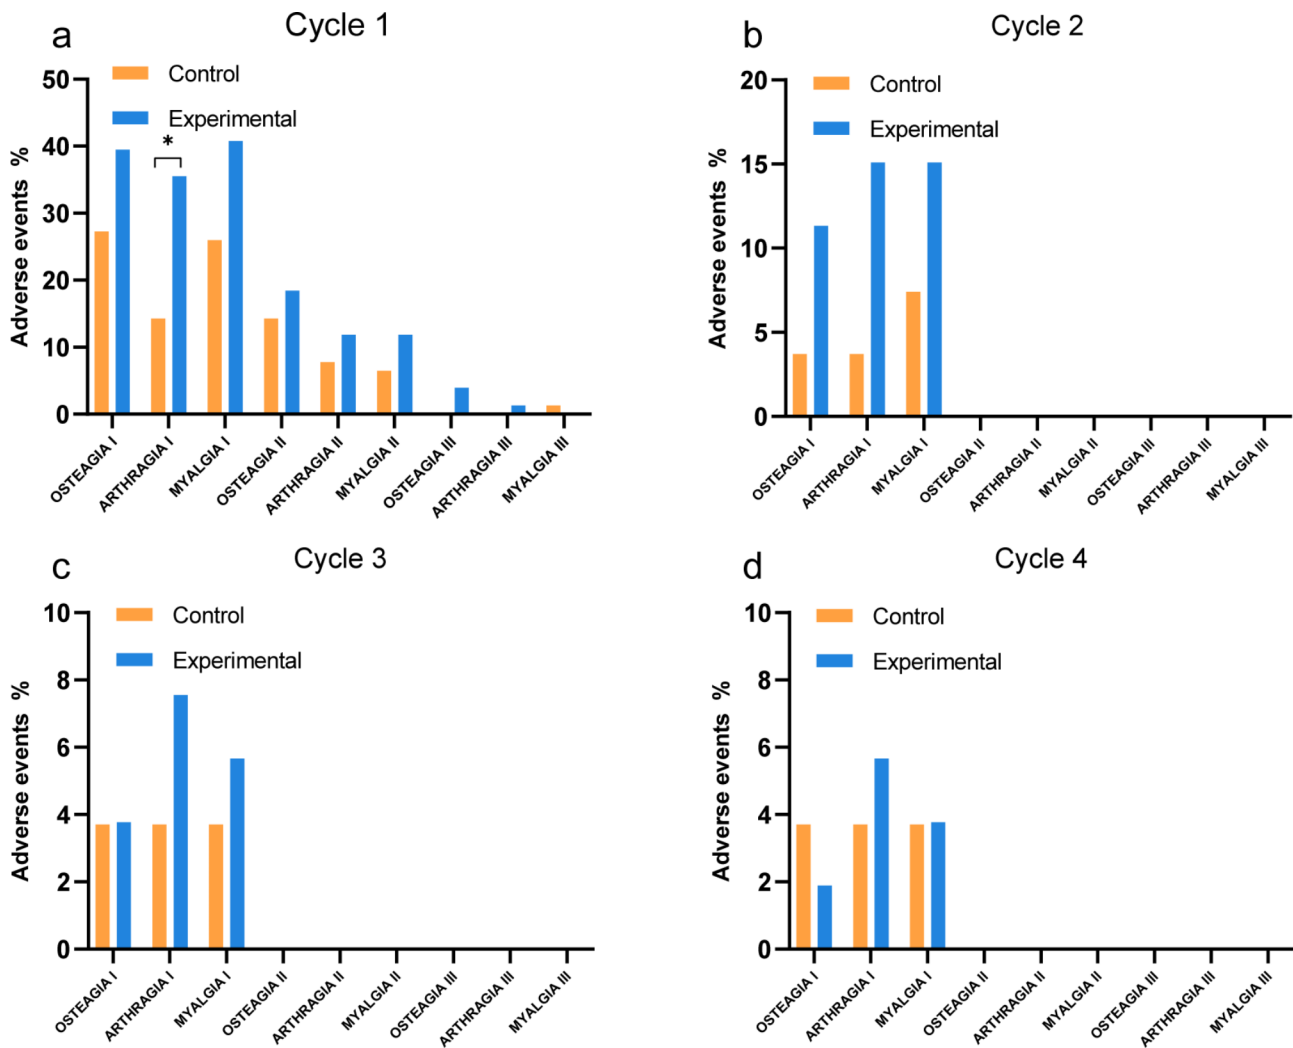 a
Cycle 1
Control
Experimental
*
Adverse events %
50
40
30
20
10
0
OSTEAGIA I
ARTHRAGIA I
MYALGIA I
OSTEAGIA II
ARTHRAGIA II
MYALGIA II
OSTEAGIA III
ARTHRAGIA III
MYALGIA III
b
Cycle 2
Control
Experimental
Adverse events %
20
15
10
5
0
OSTEAGIA I
ARTHRAGIA I
MYALGIA I
OSTEAGIA II
ARTHRAGIA II
MYALGIA II
OSTEAGIA III
ARTHRAGIA III
MYALGIA III
c
Cycle 3
Control
Experimental
Adverse events %
10
8
6
4
2
0
OSTEAGIA I
ARTHRAGIA I
MYALGIA I
OSTEAGIA II
ARTHRAGIA II
MYALGIA II
OSTEAGIA III
ARTHRAGIA III
MYALGIA III
d
Cycle 4
Control
Experimental
Adverse events %
10
8
6
4
2
0
OSTEAGIA I
ARTHRAGIA I
MYALGIA I
OSTEAGIA II
ARTHRAGIA II
MYALGIA II
OSTEAGIA III
ARTHRAGIA III
MYALGIA III